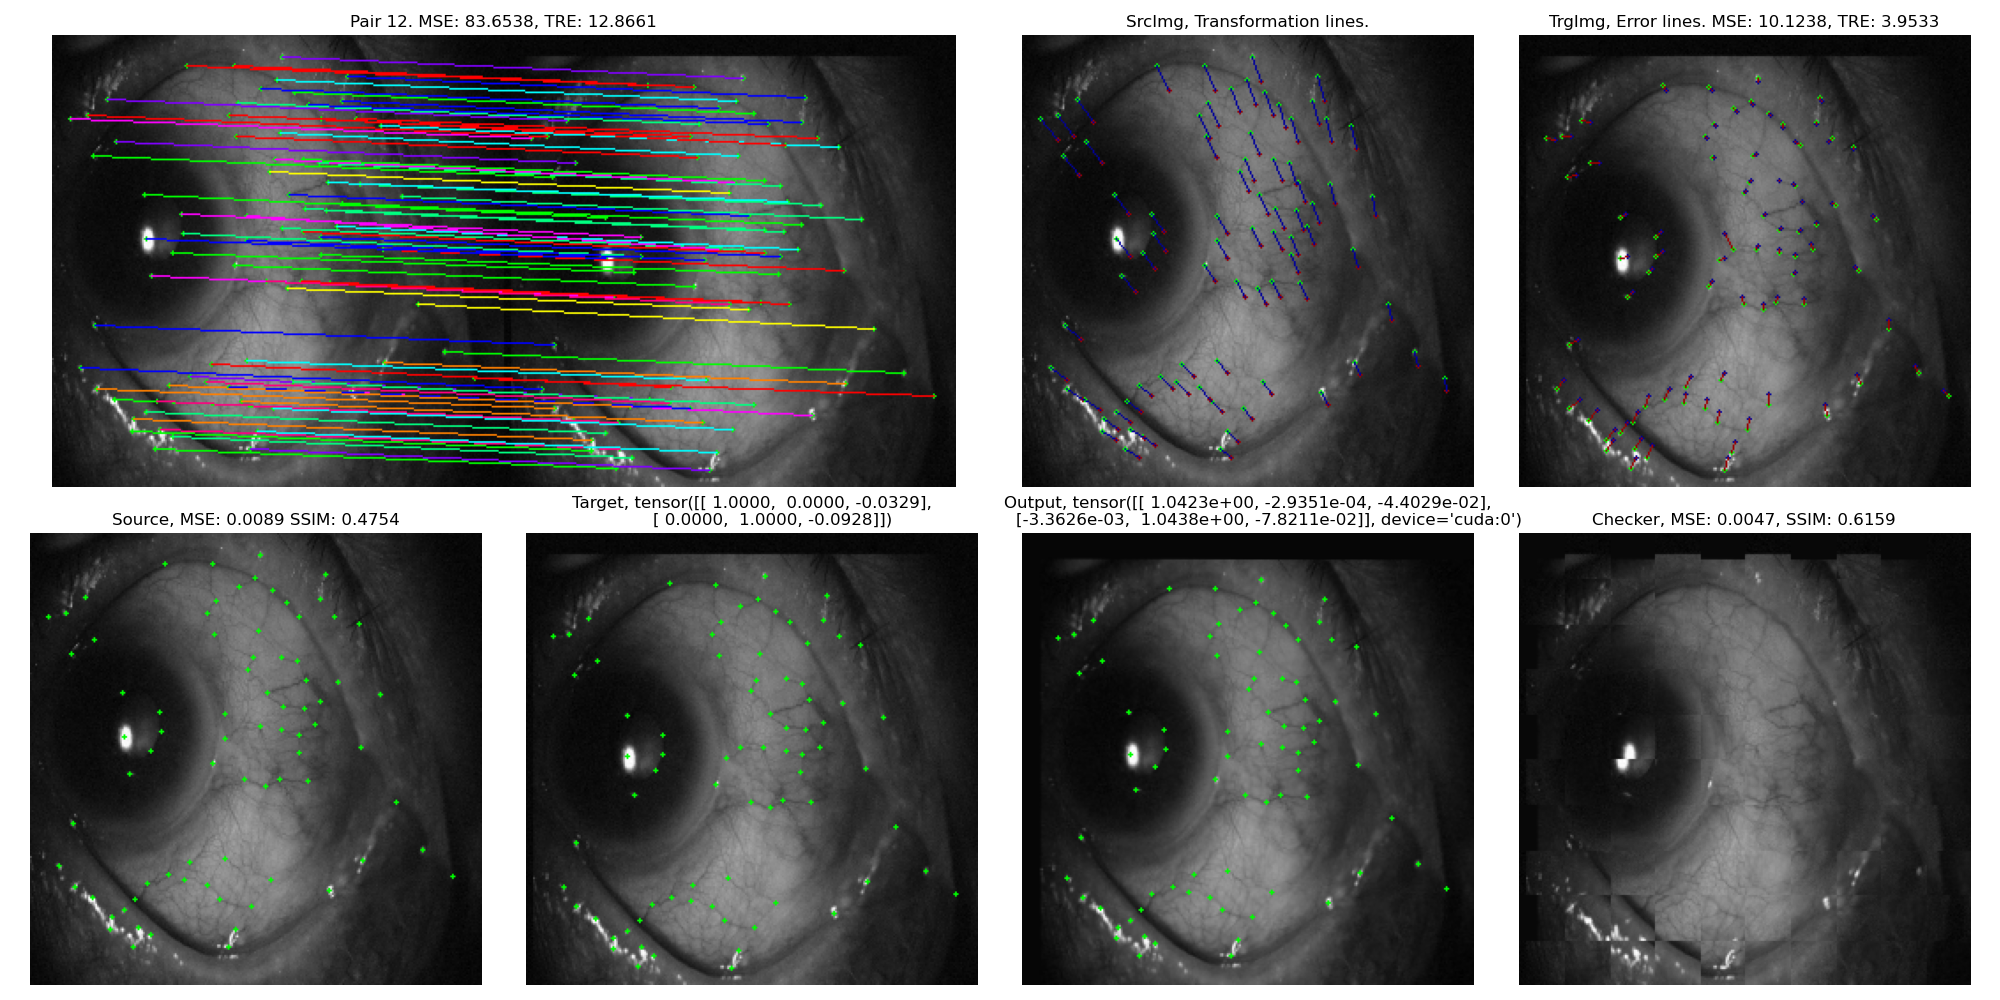 Pair 12. MSE: 83.6538, TRE: 12.8661
SrcImg, Transformation lines.
TrgImg, Error lines. MSE: 10.1238, TRE: 3.9533
Source, MSE: 0.0089 SSIM: 0.4754
Target, tensor([[ 1.0000, 0.0000, -0.0329],
[ 0.0000, 1.0000, -0.0928]])
Output, tensor([[ 1.0423e+00, -2.9351e-04, -4.4029e-02],
[-3.3626e-03, 1.0438e+00, -7.8211e-02]], device='cuda:0')
Checker, MSE: 0.0047, SSIM: 0.6159